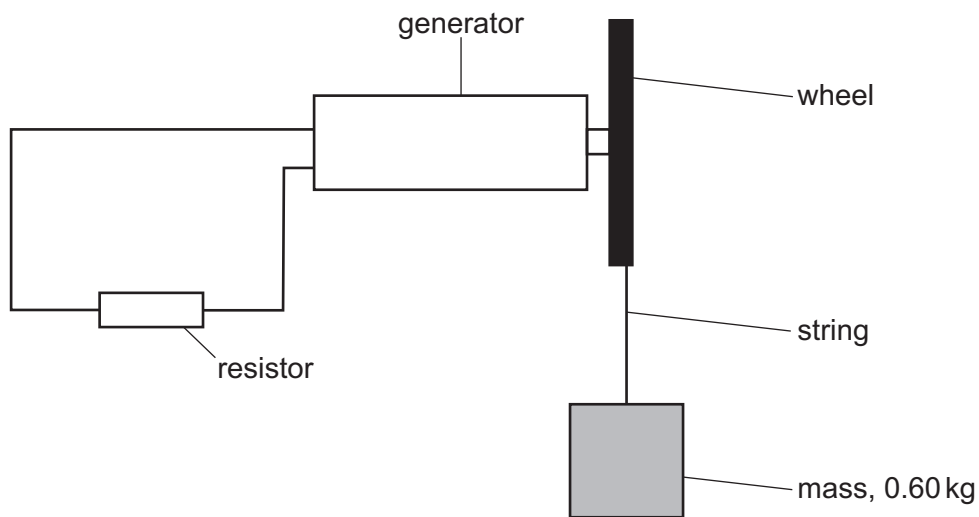 generator
wheel
string
resistor
mass, 0.60 kg